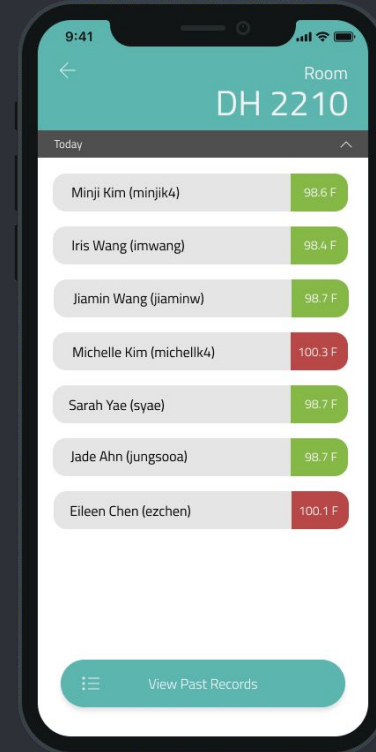 9:41
Room
DH 2210
Today
Minji Kim (minjik4) 98.6 F
Iris Wang (imwang) 98.4 F
Jiamin Wang (jiaminw) 98.7 F
Michelle Kim (michellk4) 100.3 F
Sarah Yae (syae) 98.7 F
Jade Ahn (jungsooa) 98.7 F
Eileen Chen (ezchen) 100.1 F
View Past Records